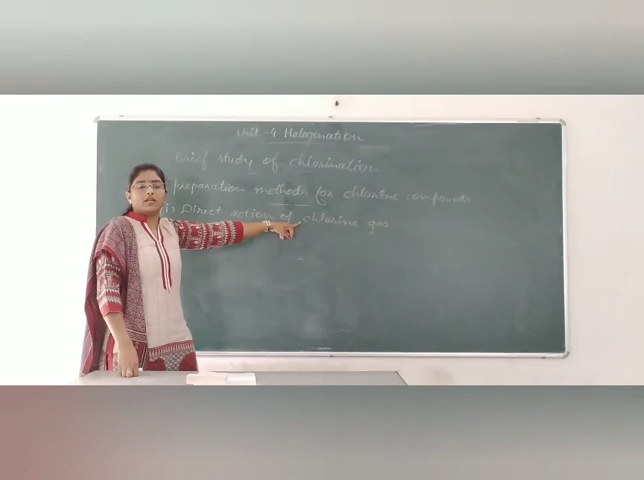 Unit - 4 Halogenation
Brief study of chlorination
preparation methods for chlorine compounds
i) Direct action of chlorine gas